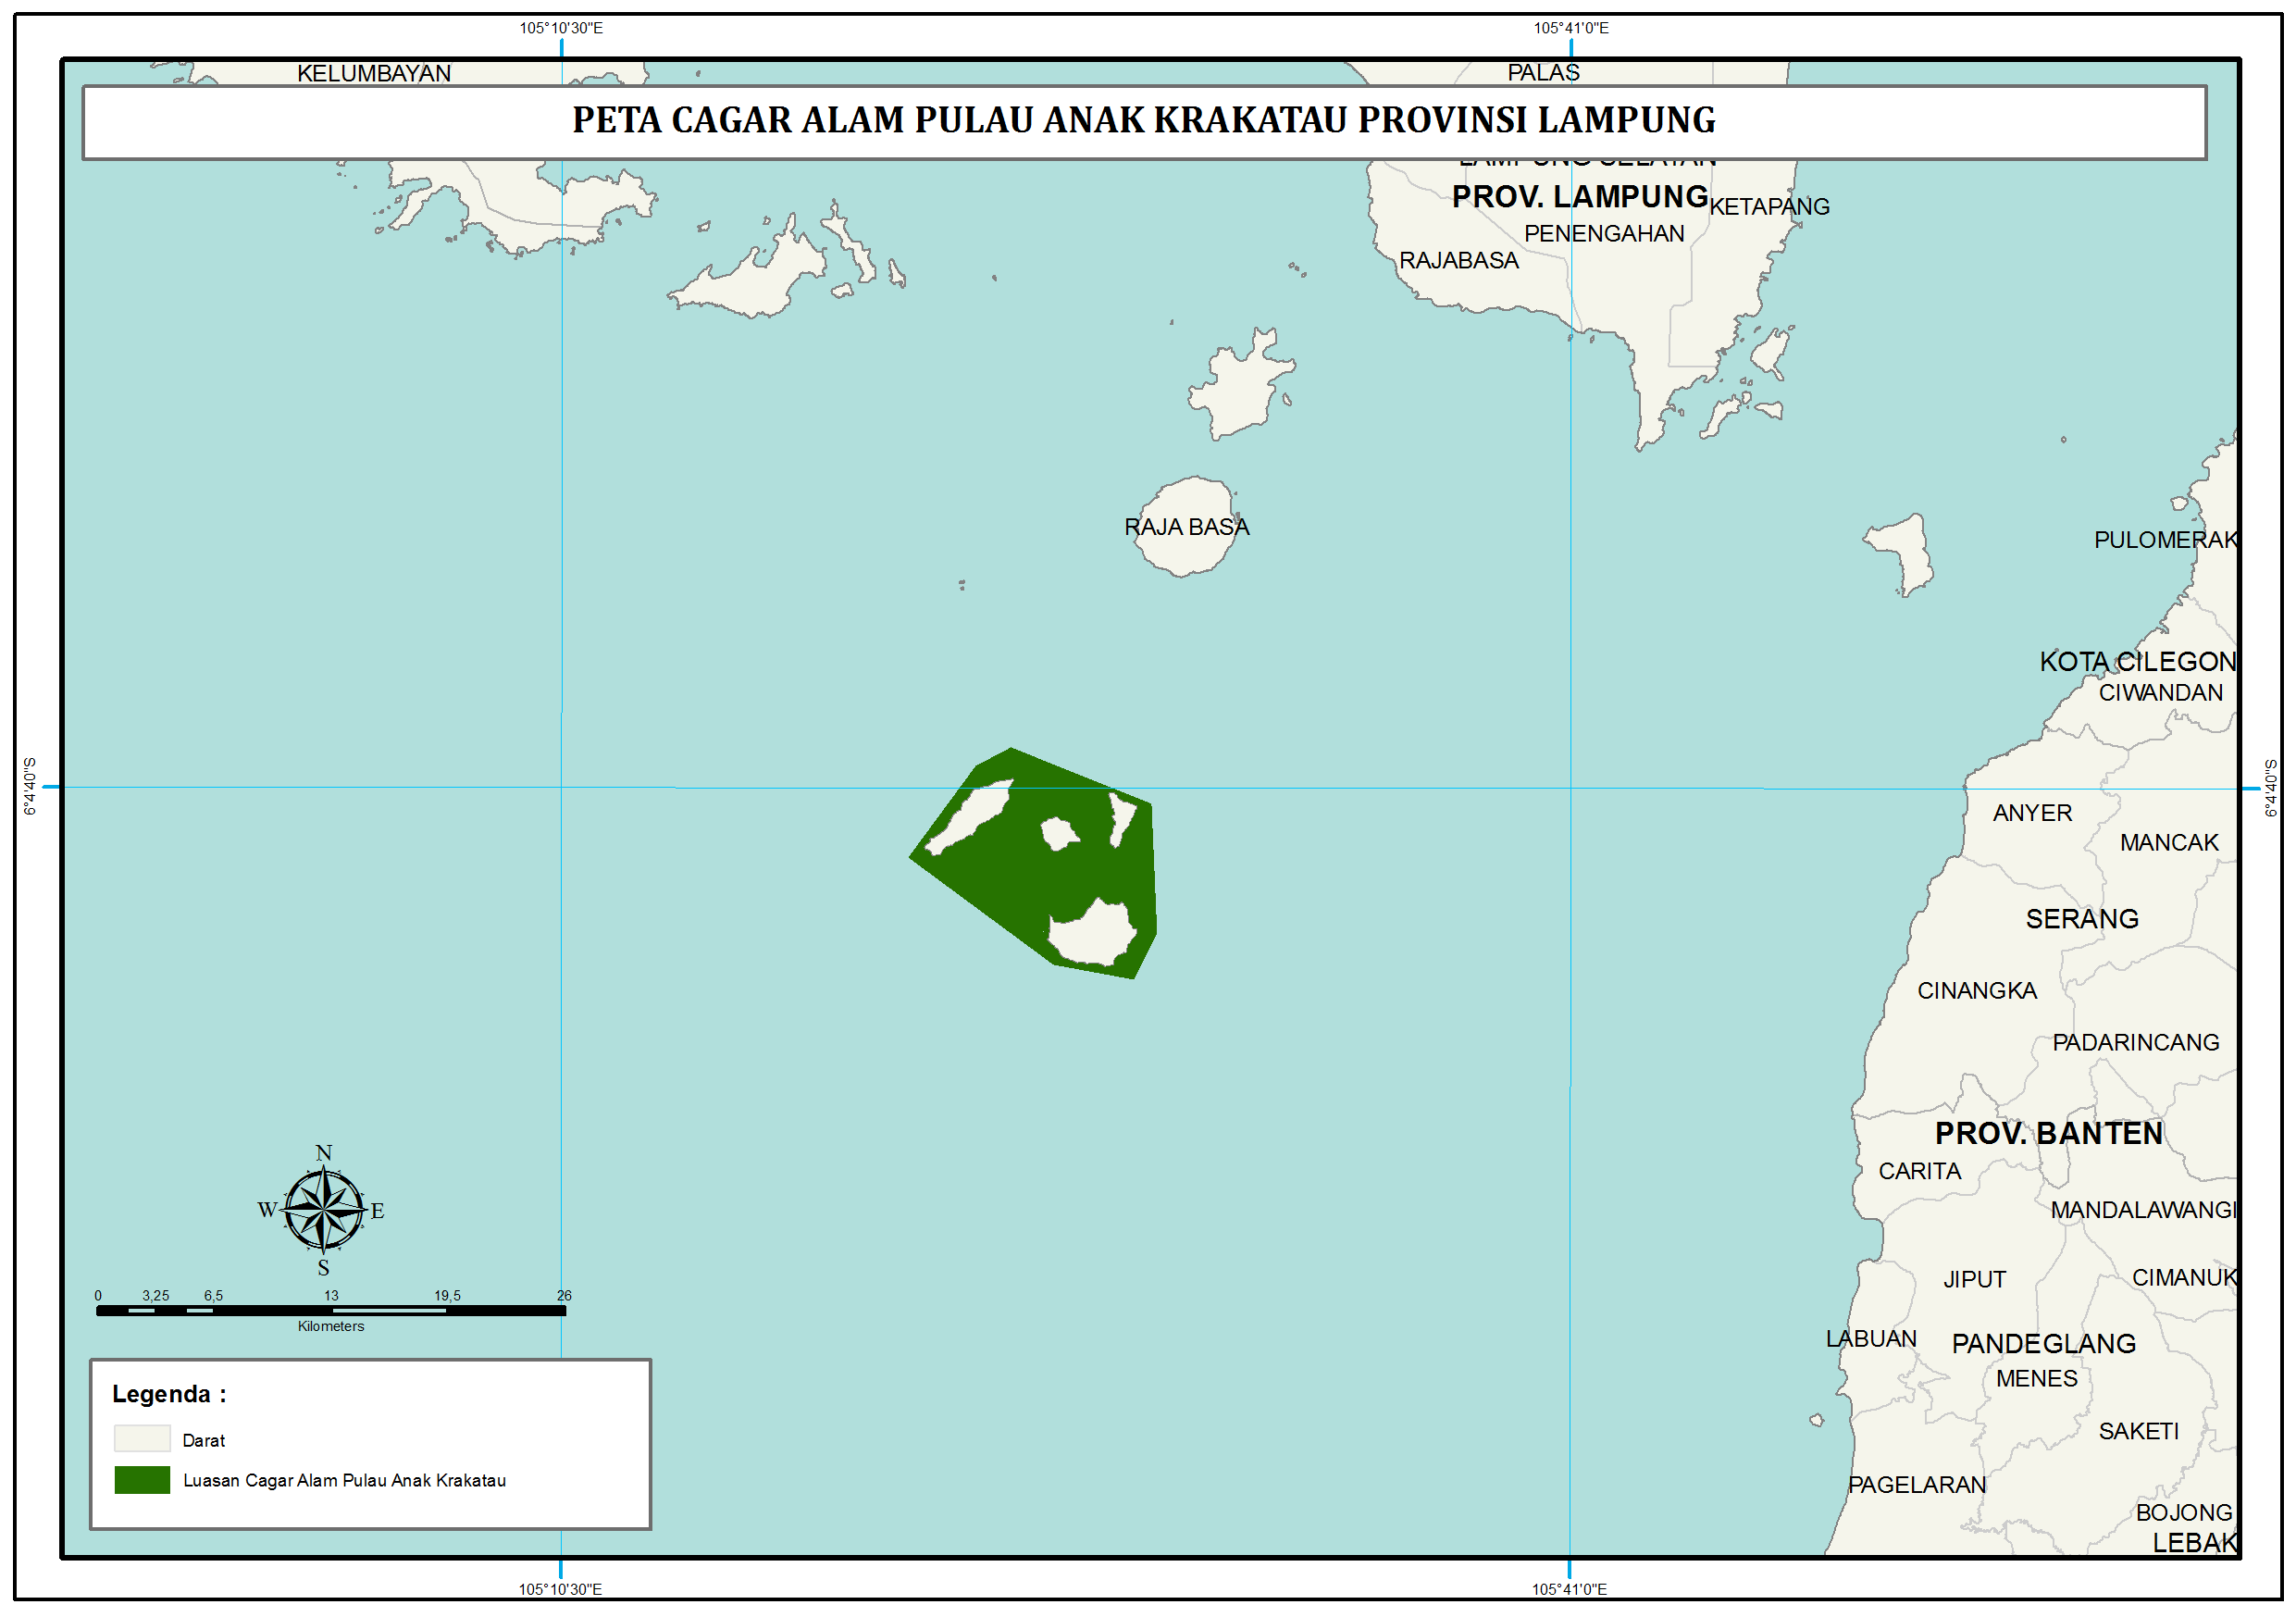 105°10'30"E
105°41'0"E
KELUMBAYAN
PALAS
PETA CAGAR ALAM PULAU ANAK KRAKATAU PROVINSI LAMPUNG
LAMPUNG SELATAN
PROV. LAMPUNG
KETAPANG
PENENGAHAN
RAJABASA
RAJA BASA
PULOMERAK
KOTA CILEGON
CIWANDAN
6°4'40"S
6°4'40"S
ANYER
MANCAK
SERANG
CINANGKA
PADARINCANG
PROV. BANTEN
CARITA
MANDALAWANGI
JIPUT
CIMANUK
LABUAN
PANDEGLANG
MENES
SAKETI
PAGELARAN
BOJONG
LEBAK
N
W
E
S
0 3,25 6,5 13 19,5 26
Kilometers
Legenda :
Darat
Luasan Cagar Alam Pulau Anak Krakatau
105°10'30"E
105°41'0"E